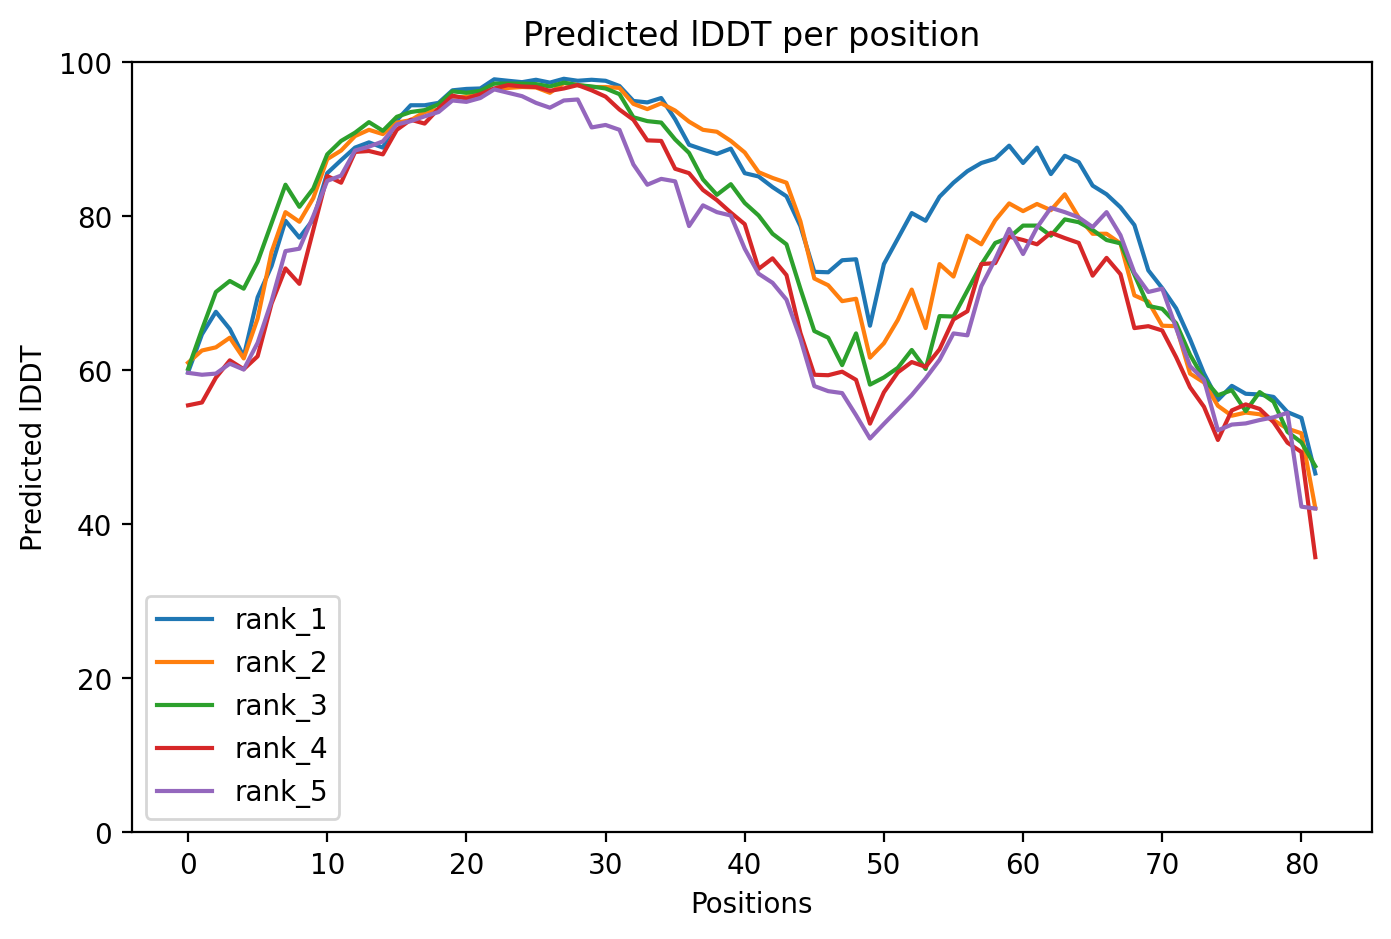 Predicted lDDT per position
100
80
60
40
20
0
Predicted lDDT
rank_1
rank_2
rank_3
rank_4
rank_5
0 10 20 30 40 50 60 70 80
Positions